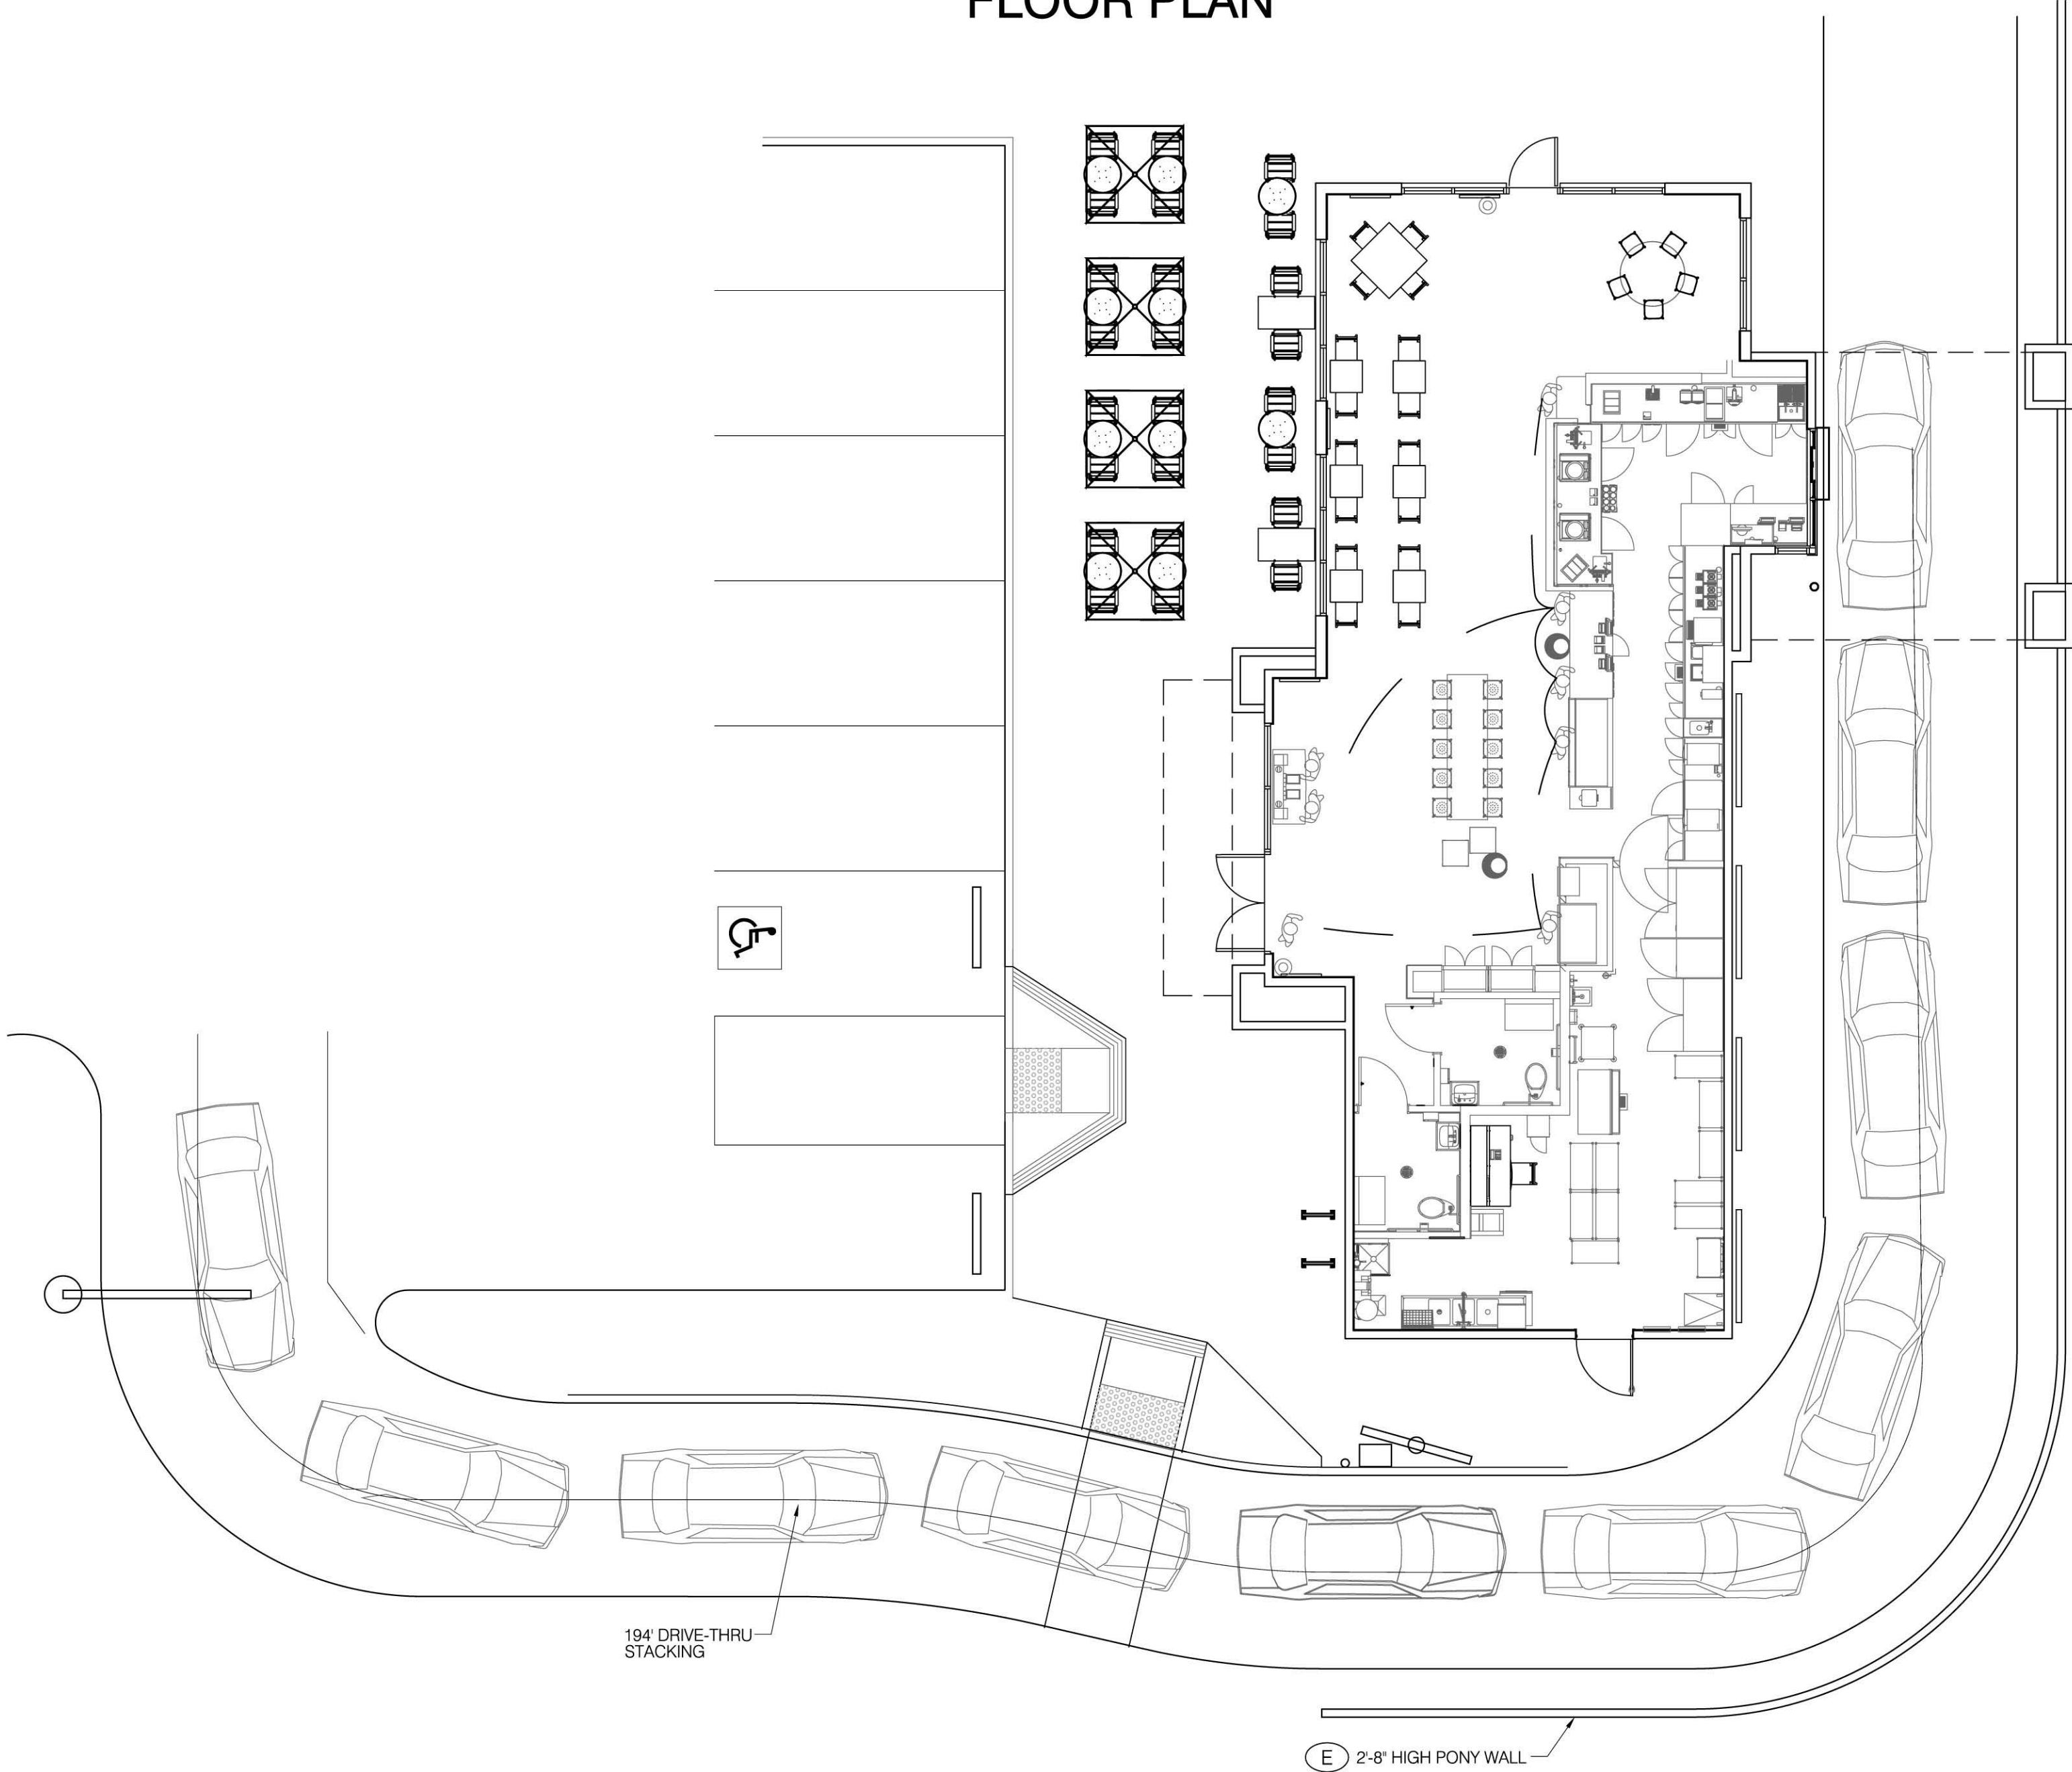 FLOOR PLAN
194' DRIVE-THRU
STACKING
E
2'-8" HIGH PONY WALL